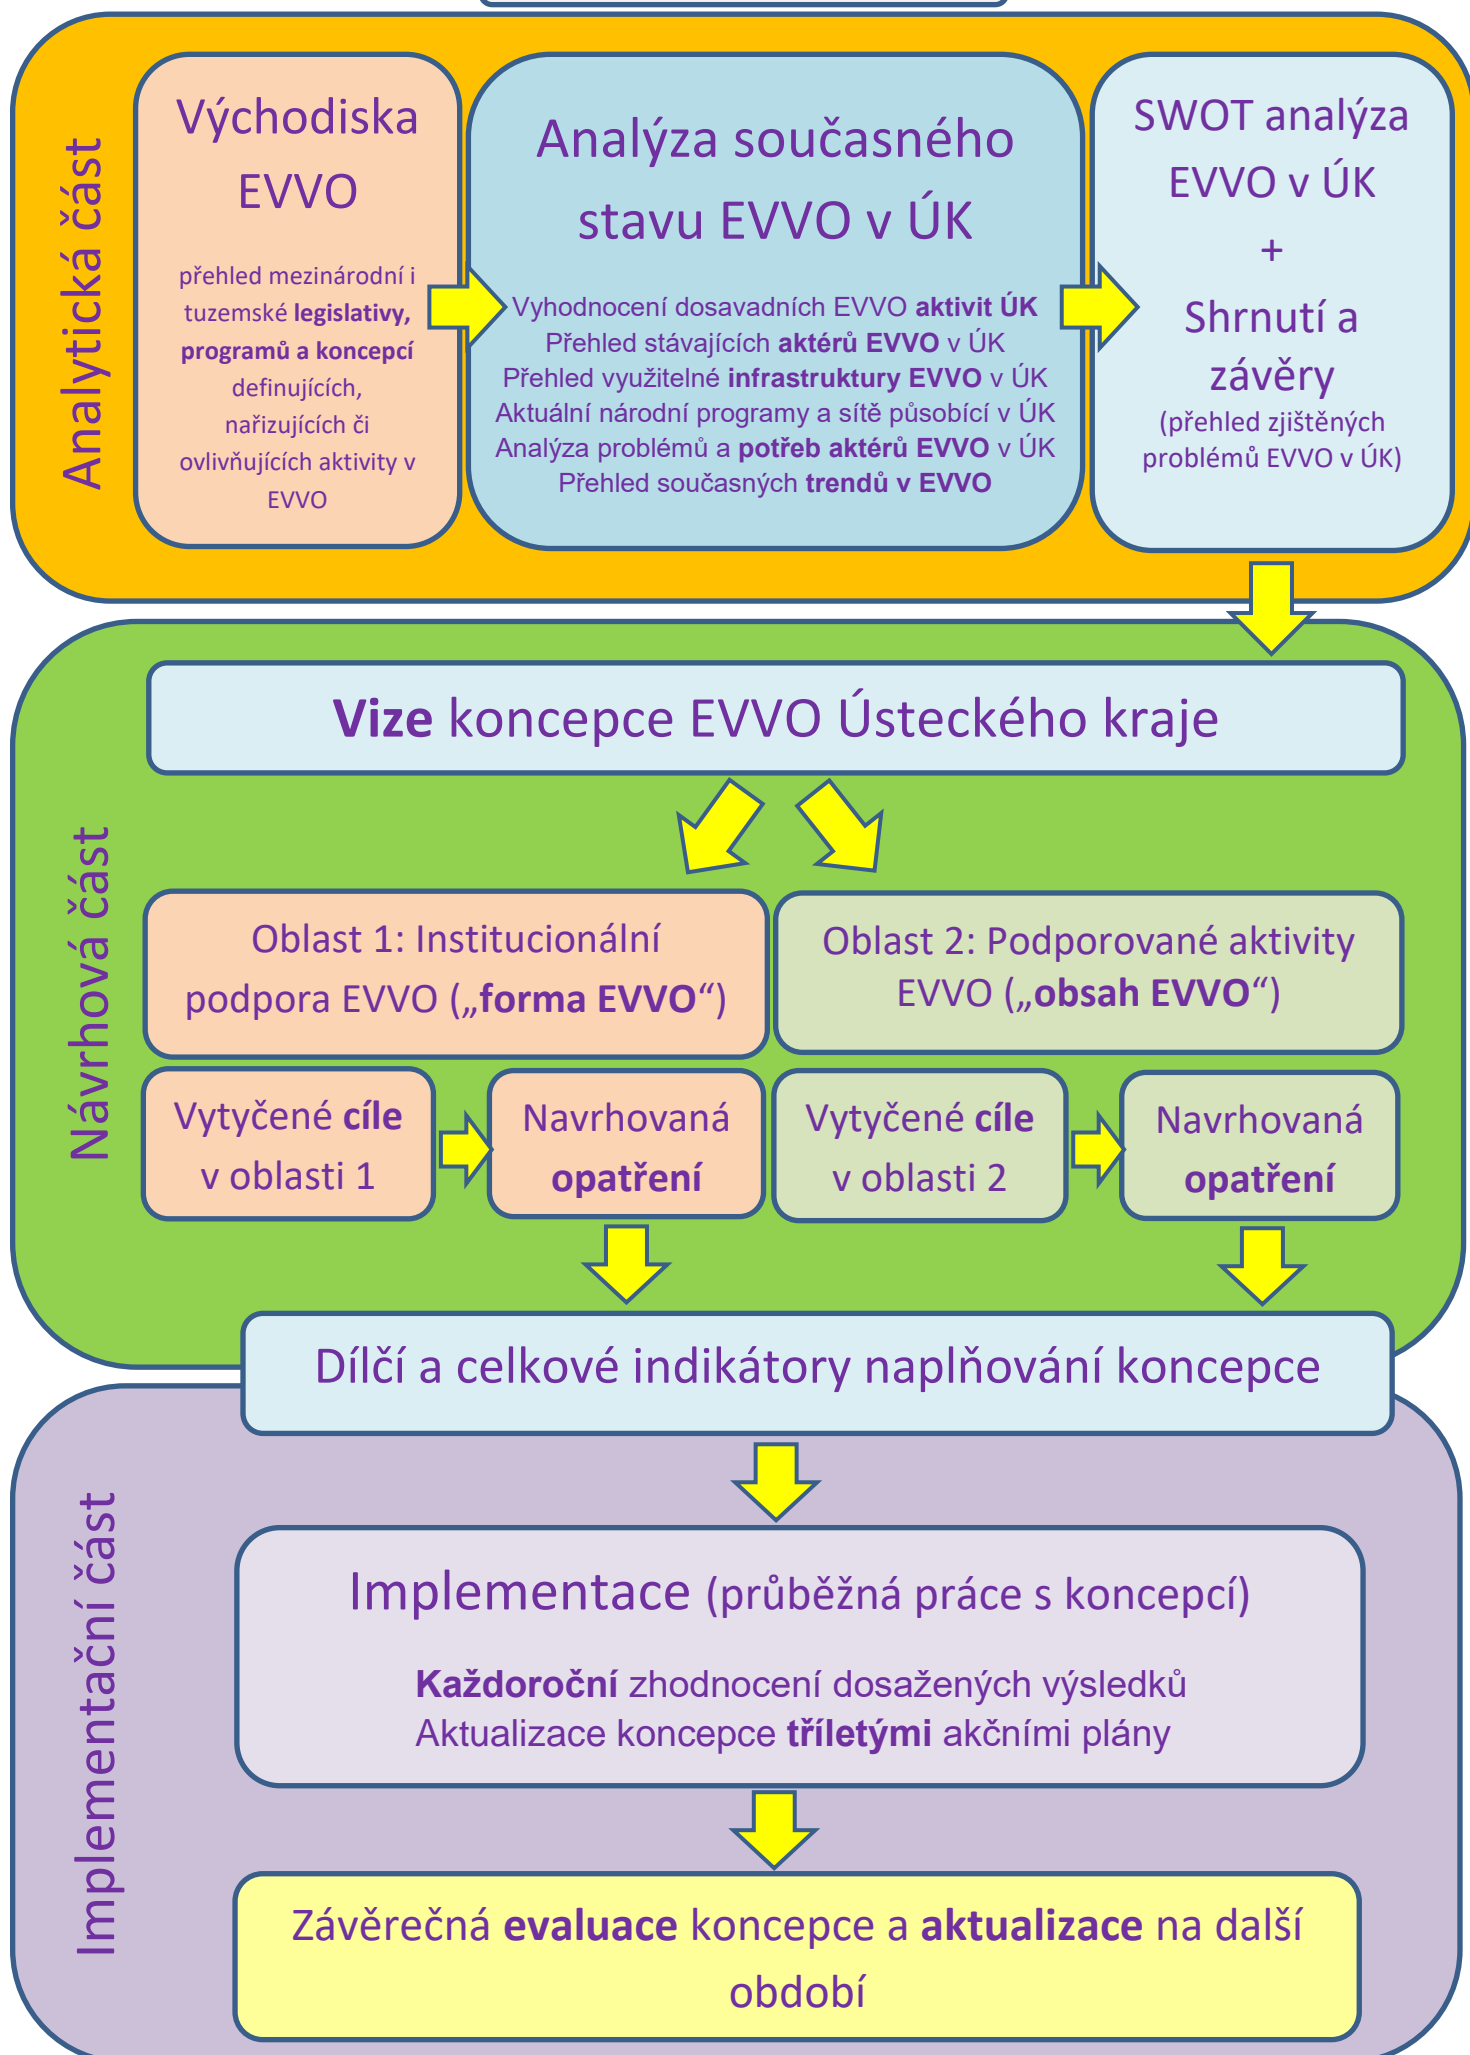 Analytická část
Východiska
EVVO
přehled mezinárodní i
tuzemské legislativy,
programů a koncepcí
definujících,
nařizujících či
ovlivňujících aktivity v
EVVO
Analýza současného
stavu EVVO v ÚK
Vyhodnocení dosavadních EVVO aktivit ÚK
Přehled stávajících aktérů EVVO v ÚK
Přehled využitelné infrastruktury EVVO v ÚK
Aktuální národní programy a sítě působící v ÚK
Analýza problémů a potřeb aktérů EVVO v ÚK
Přehled současných trendů v EVVO
SWOT analýza
EVVO v ÚK
+
Shrnutí a
závěry
(přehled zjištěných
problémů EVVO v ÚK)
Návrhová část
Vize koncepce EVVO Ústeckého kraje
Oblast 1: Institucionální
podpora EVVO („forma EVVO“)
Oblast 2: Podporované aktivity
EVVO („obsah EVVO“)
Vytyčené cíle
v oblasti 1
Navrhovaná
opatření
Vytyčené cíle
v oblasti 2
Navrhovaná
opatření
Dílčí a celkové indikátory naplňování koncepce
Implementační část
Implementace (průběžná práce s koncepcí)
Každoroční zhodnocení dosažených výsledků
Aktualizace koncepce tříletými akčními plány
Závěrečná evaluace koncepce a aktualizace na další
období